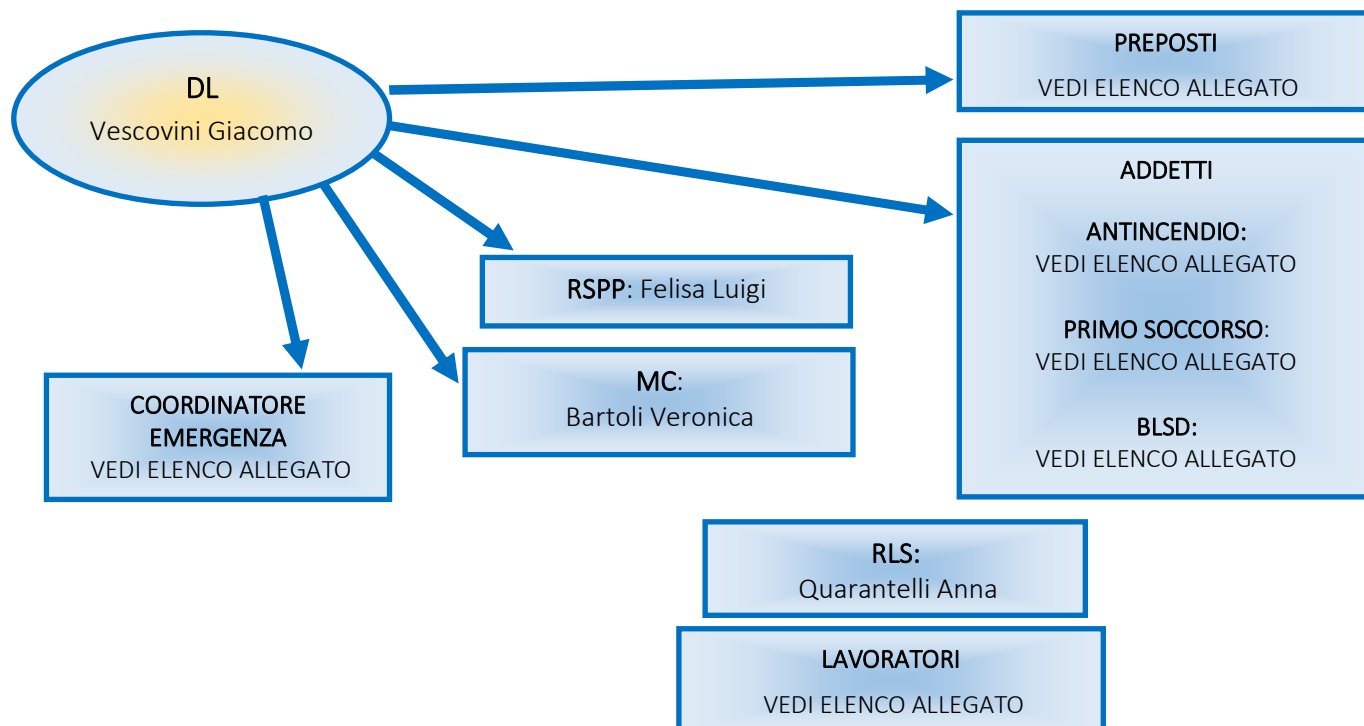 DL
Vescovini Giacomo
PREPOSTI
VEDI ELENCO ALLEGATO
ADDETTI
ANTINCENDIO:
VEDI ELENCO ALLEGATO
PRIMO SOCCORSO:
VEDI ELENCO ALLEGATO
BLSD:
VEDI ELENCO ALLEGATO
RSPP: Felisa Luigi
MC:
Bartoli Veronica
COORDINATORE
EMERGENZA
VEDI ELENCO ALLEGATO
RLS:
Quarantelli Anna
LAVORATORI
VEDI ELENCO ALLEGATO